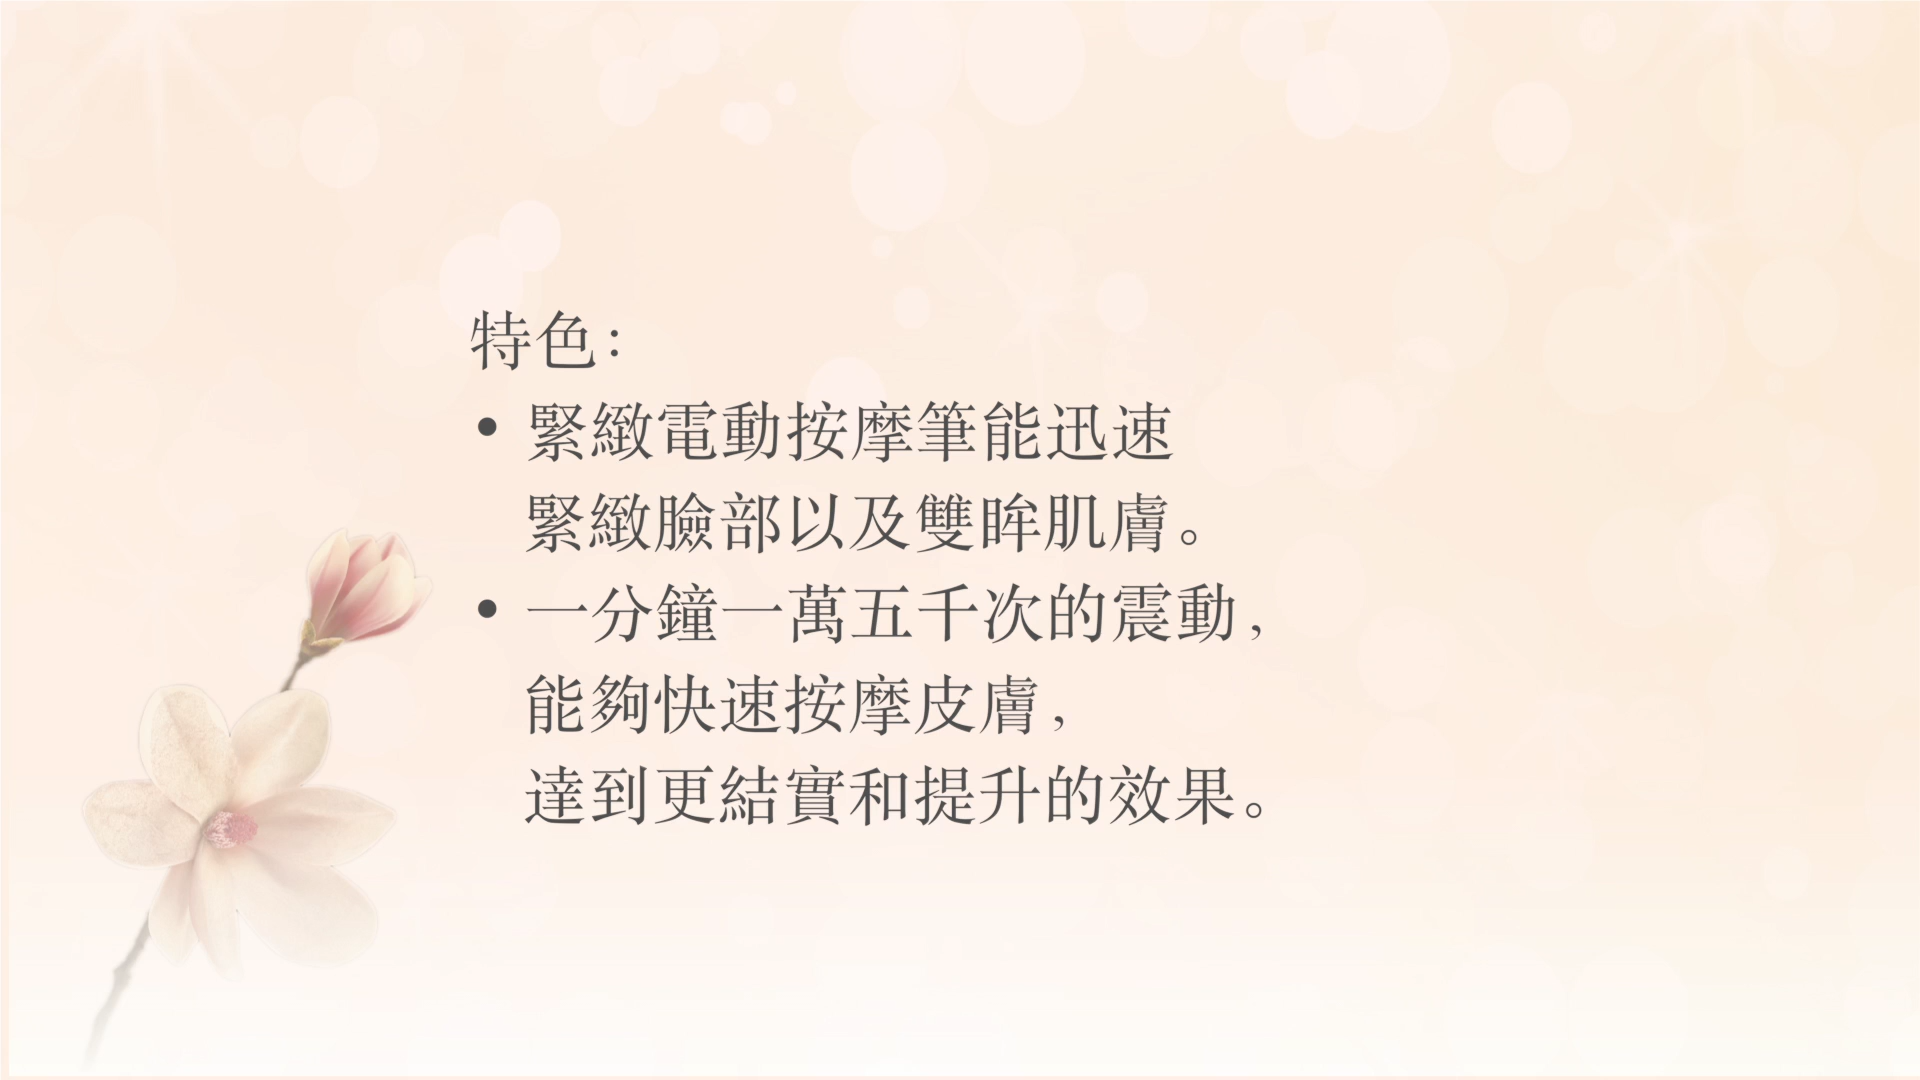 特色：
• 緊緻電動按摩筆能迅速
緊緻臉部以及雙眸肌膚。
• 一分鐘一萬五千次的震動，
能夠快速按摩皮膚，
達到更結實和提升的效果。